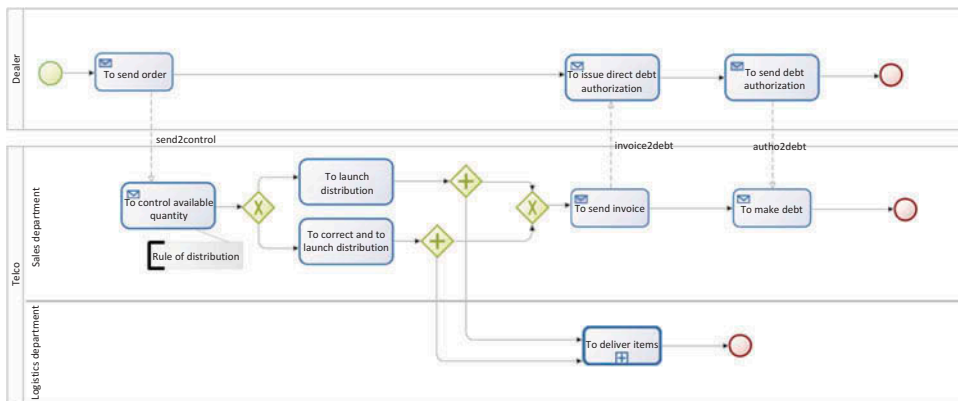 Dealer
To send order
To issue direct debt
authorization
To send debt
authorization
send2control
invoice2debt
autho2debt
Telco
Sales department
To control available
quantity
Rule of distribution
To launch
distribution
To correct and to
launch distribution
To send invoice
To make debt
Logistics department
To deliver items